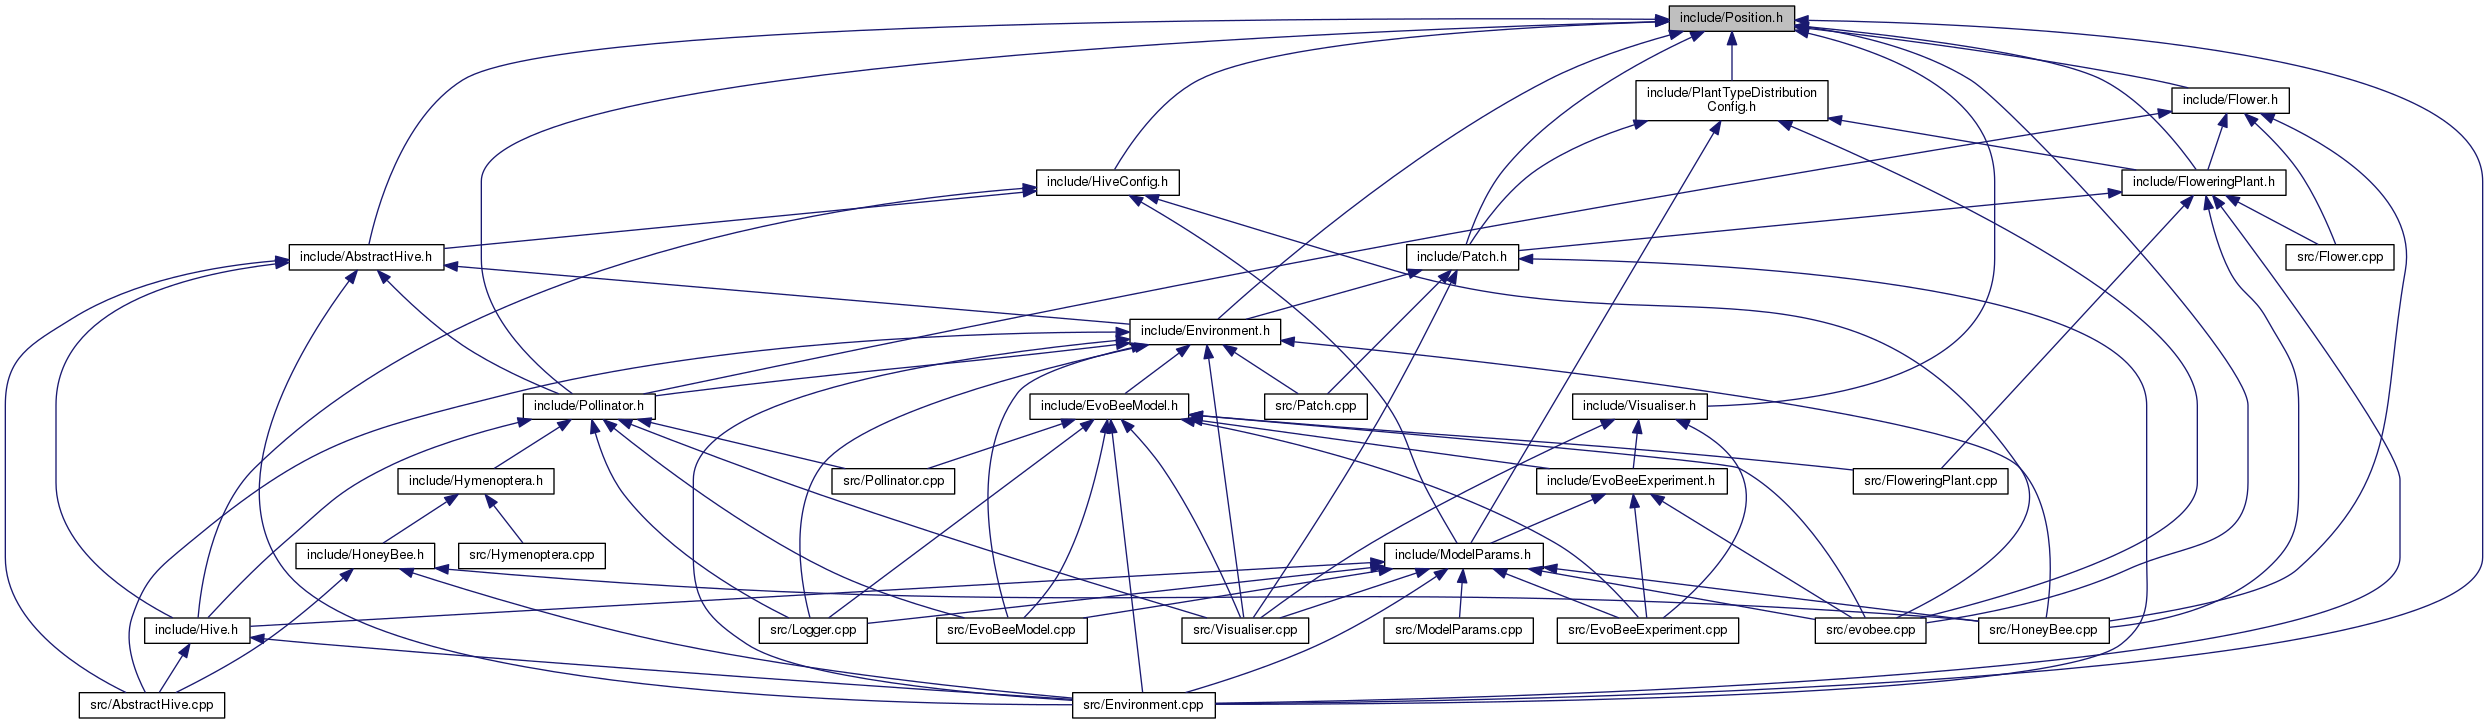 include/Position.h
include/PlantTypeDistribution
Config.h
include/Flower.h
include/HiveConfig.h
include/FloweringPlant.h
include/AbstractHive.h
include/Patch.h
src/Flower.cpp
include/Environment.h
include/Pollinator.h
include/EvoBeeModel.h
src/Patch.cpp
include/Visualiser.h
include/Hymenoptera.h
src/Pollinator.cpp
include/EvoBeeExperiment.h
src/FloweringPlant.cpp
include/HoneyBee.h
src/Hymenoptera.cpp
include/ModelParams.h
include/Hive.h
src/Logger.cpp
src/EvoBeeModel.cpp
src/Visualiser.cpp
src/ModelParams.cpp
src/EvoBeeExperiment.cpp
src/evobee.cpp
src/HoneyBee.cpp
src/AbstractHive.cpp
src/Environment.cpp